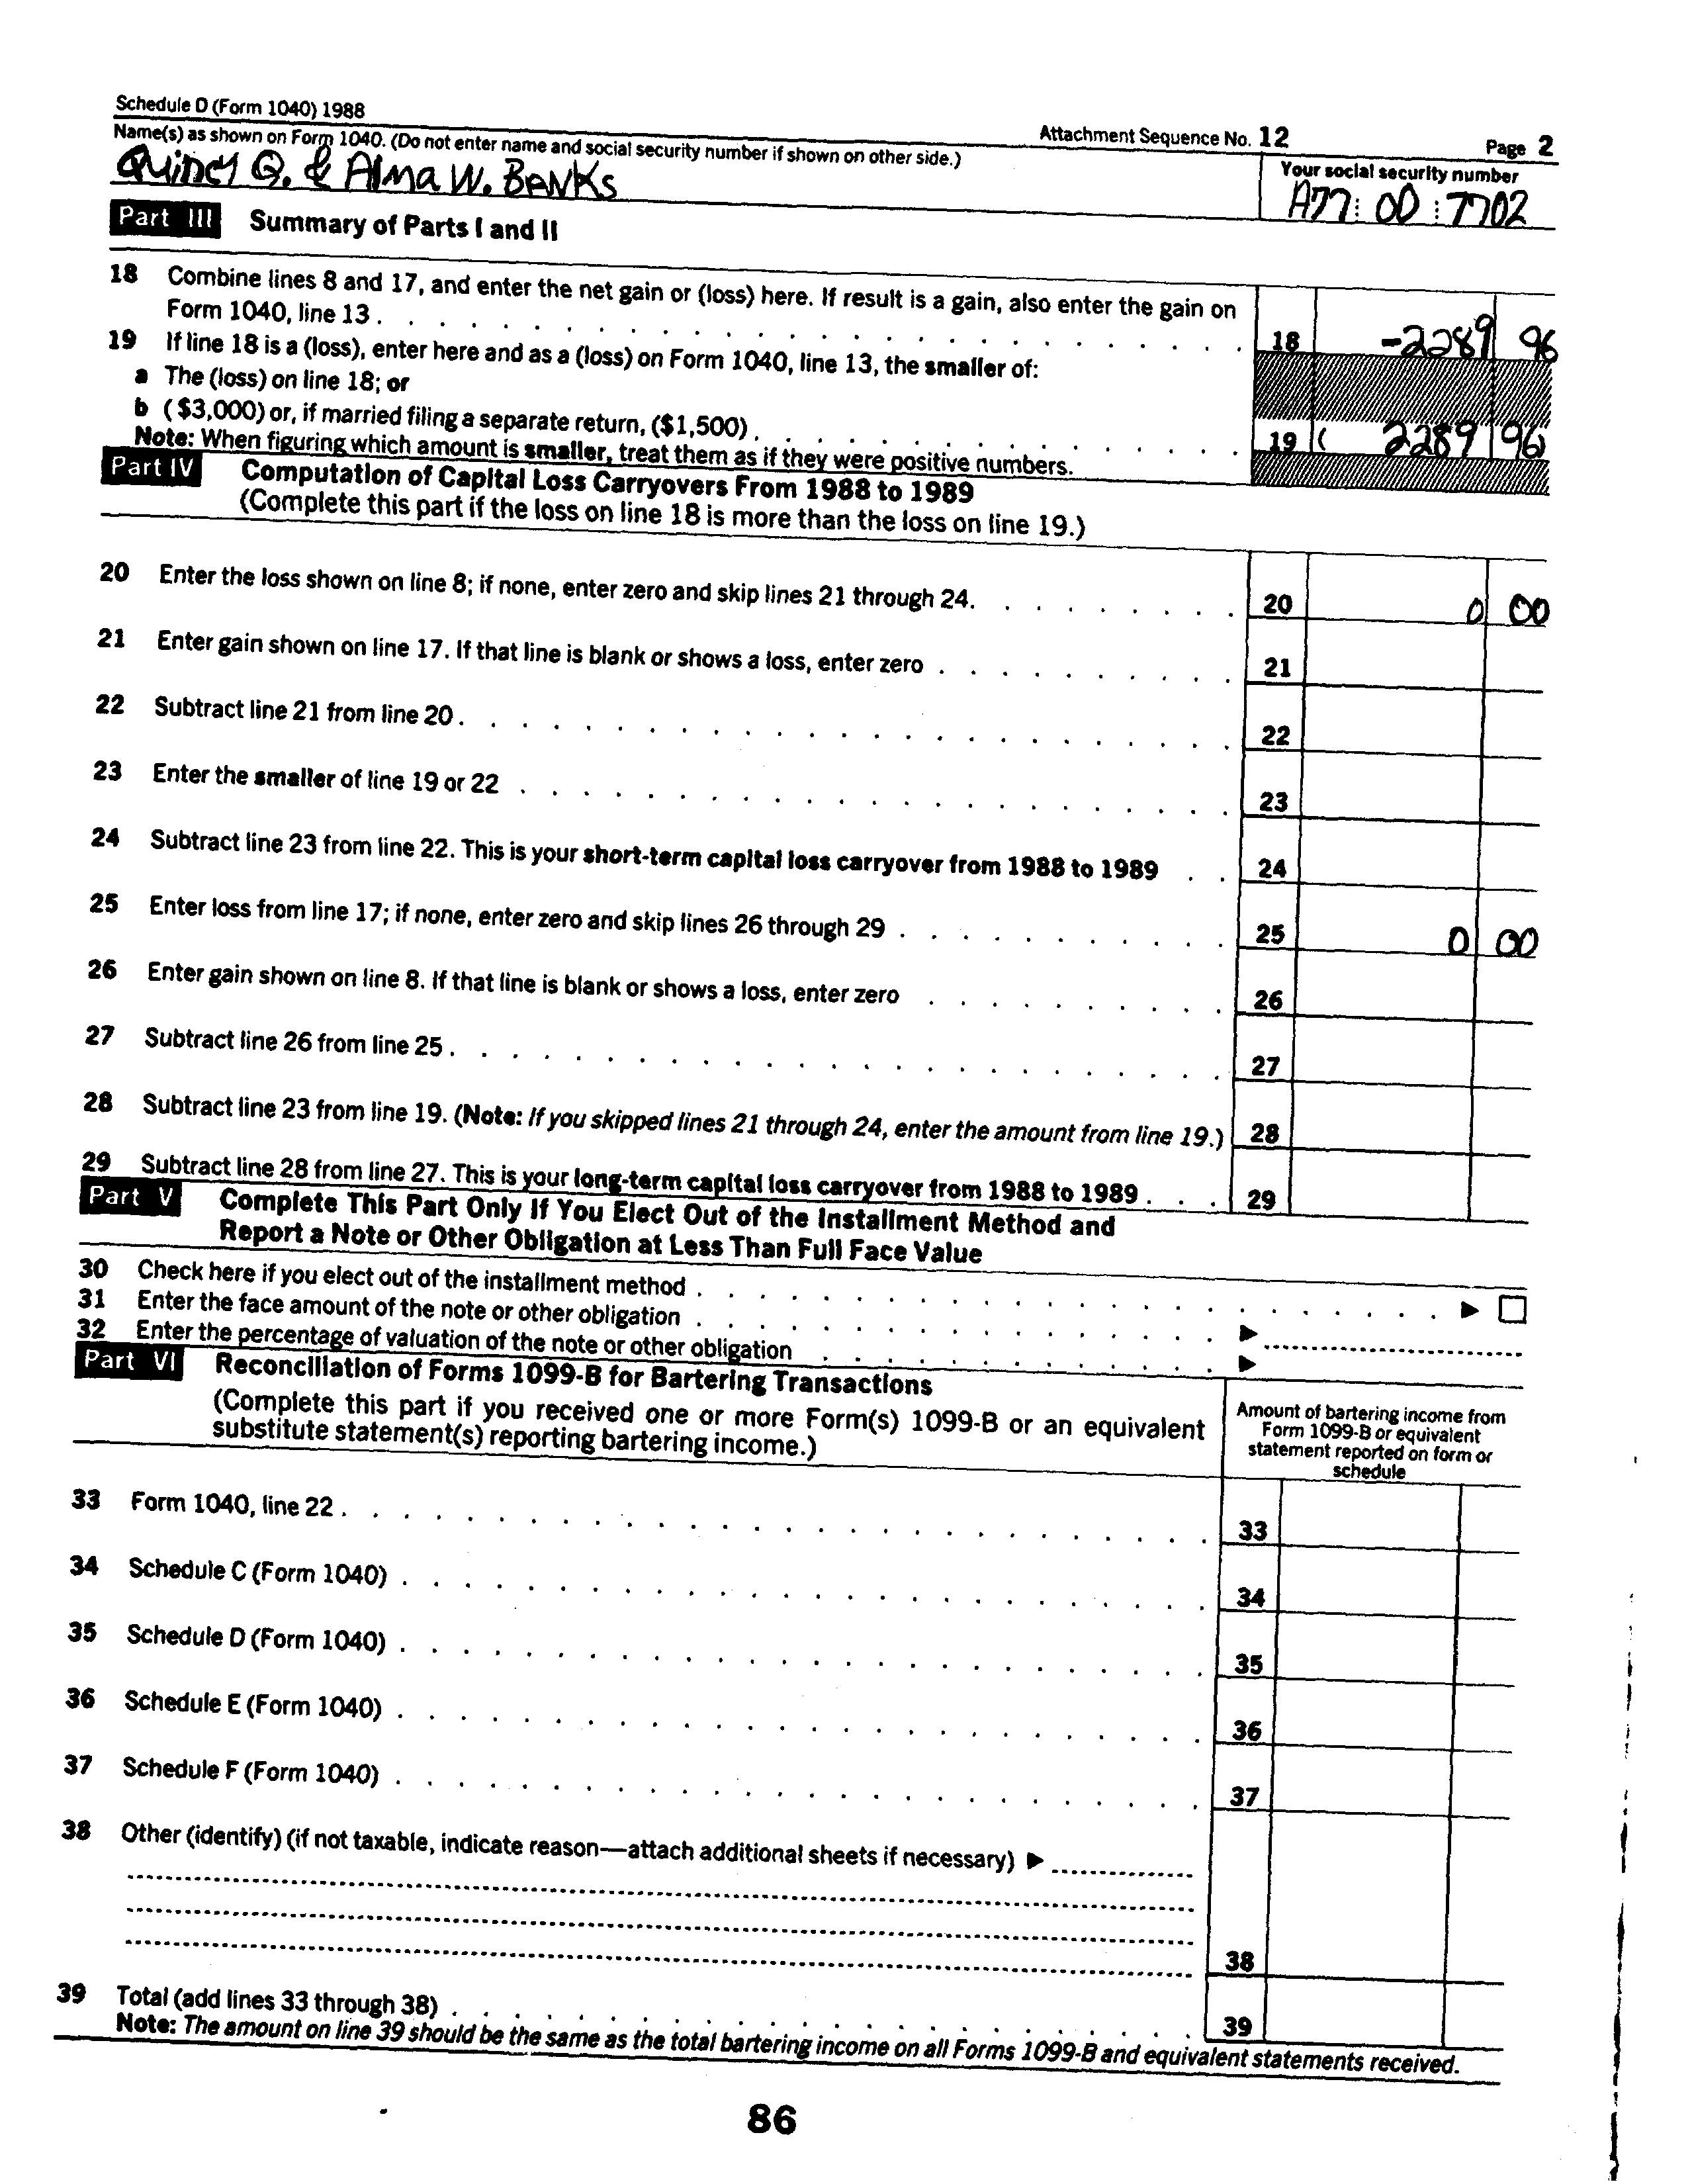 Schedule D (Form 1040) 1988
Attachment Sequence No. 12
Page 2
Name(s) as shown on Form 1040. (Do not enter name and social security number if shown on other side.)
Your social security number
Quincy Q. & Alma W. Banks
A77 : 00 : 7702
Part III Summary of Parts I and II
18 Combine lines 8 and 17, and enter the net gain or (loss) here. If result is a gain, also enter the gain on
Form 1040, line 13 . 18 -2289 96
19 If line 18 is a (loss), enter here and as a (loss) on Form 1040, line 13, the smaller of:
a The (loss) on line 18; or
b ($3,000) or, if married filing a separate return, ($1,500) . 19 ( 2289 96)
Note: When figuring which amount is smaller, treat them as if they were positive numbers.
Part IV Computation of Capital Loss Carryovers From 1988 to 1989
(Complete this part if the loss on line 18 is more than the loss on line 19.)
20 Enter the loss shown on line 8; if none, enter zero and skip lines 21 through 24. 20 0 00
21 Enter gain shown on line 17. If that line is blank or shows a loss, enter zero . 21
22 Subtract line 21 from line 20 . 22
23 Enter the smaller of line 19 or 22 . 23
24 Subtract line 23 from line 22. This is your short-term capital loss carryover from 1988 to 1989 . 24
25 Enter loss from line 17; if none, enter zero and skip lines 26 through 29 . 25 0 00
26 Enter gain shown on line 8. If that line is blank or shows a loss, enter zero . 26
27 Subtract line 26 from line 25 . 27
28 Subtract line 23 from line 19. (Note: If you skipped lines 21 through 24, enter the amount from line 19.) 28
29 Subtract line 28 from line 27. This is your long-term capital loss carryover from 1988 to 1989 . 29
Part V Complete This Part Only If You Elect Out of the Installment Method and
Report a Note or Other Obligation at Less Than Full Face Value
30 Check here if you elect out of the installment method . ▶ ☐
31 Enter the face amount of the note or other obligation . ▶
32 Enter the percentage of valuation of the note or other obligation . ▶
Part VI Reconciliation of Forms 1099-B for Bartering Transactions
(Complete this part if you received one or more Form(s) 1099-B or an equivalent
substitute statement(s) reporting bartering income.)
Amount of bartering income from
Form 1099-B or equivalent
statement reported on form or
schedule
33 Form 1040, line 22 . 33
34 Schedule C (Form 1040) . 34
35 Schedule D (Form 1040) . 35
36 Schedule E (Form 1040) . 36
37 Schedule F (Form 1040) . 37
38 Other (identify) (if not taxable, indicate reason—attach additional sheets if necessary) ▶
38
39 Total (add lines 33 through 38) . 39
Note: The amount on line 39 should be the same as the total bartering income on all Forms 1099-B and equivalent statements received.
86